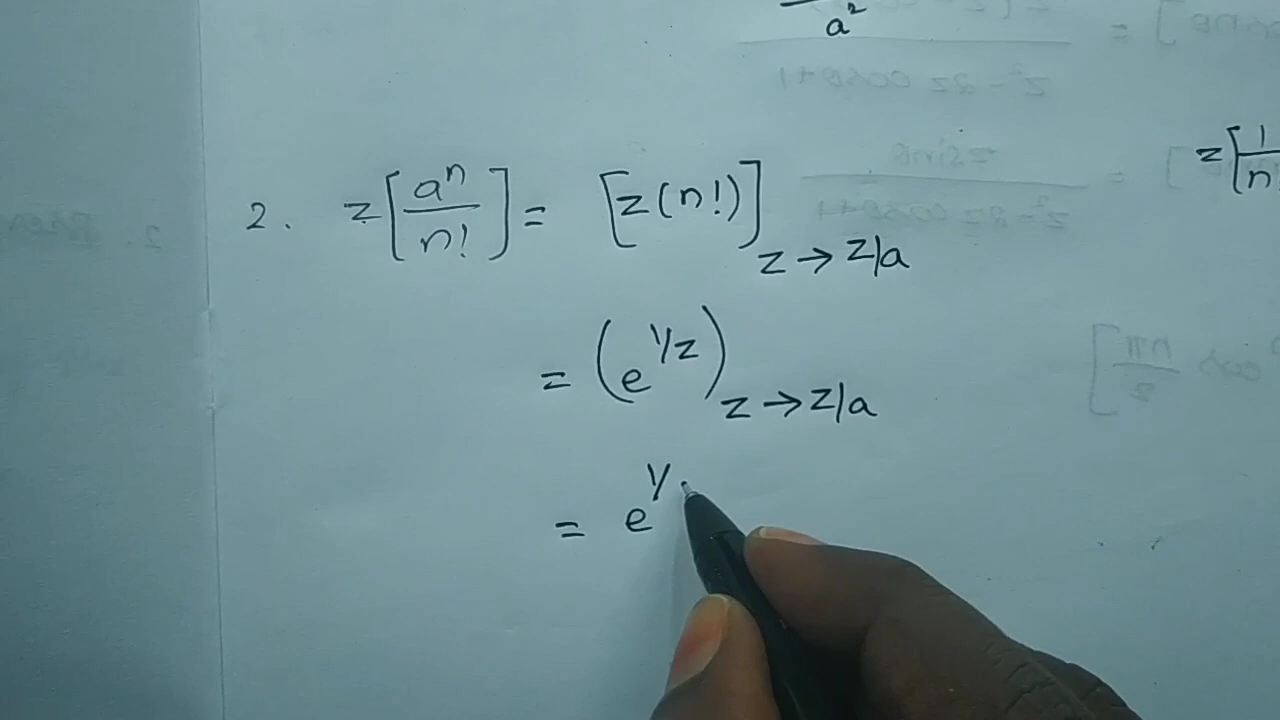 a²
z[1/n!
2. z[aⁿ/n!] = [z(n!)] z → z/a
= (e^1/z) z → z/a
= e^1/